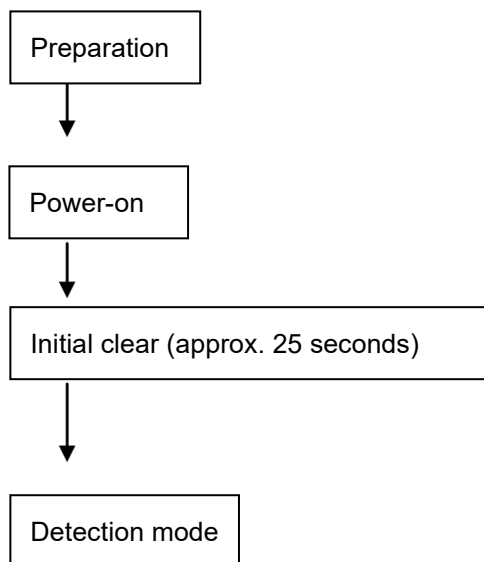 Preparation
Power-on
Initial clear (approx. 25 seconds)
Detection mode